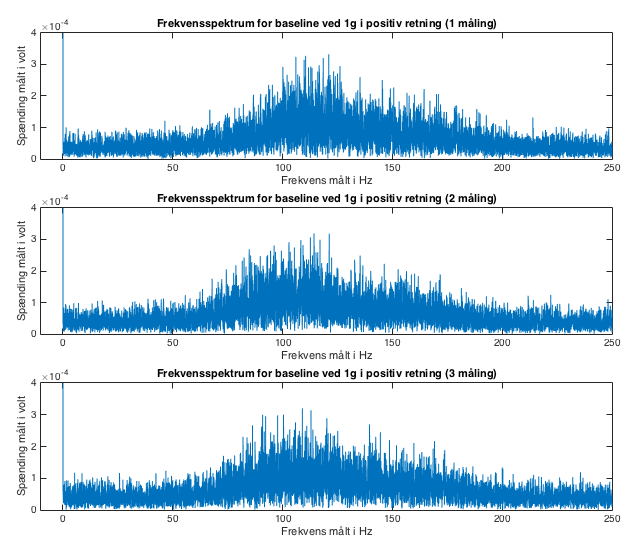 Frekvensspektrum for baseline ved 1g i positiv retning (1 måling)
×10-4
4
3
2
1
0
Spænding målt i volt
0 50 100 150 200 250
Frekvens målt i Hz
Frekvensspektrum for baseline ved 1g i positiv retning (2 måling)
×10-4
4
3
2
1
0
Spænding målt i volt
0 50 100 150 200 250
Frekvens målt i Hz
Frekvensspektrum for baseline ved 1g i positiv retning (3 måling)
×10-4
4
3
2
1
0
Spænding målt i volt
0 50 100 150 200 250
Frekvens målt i Hz